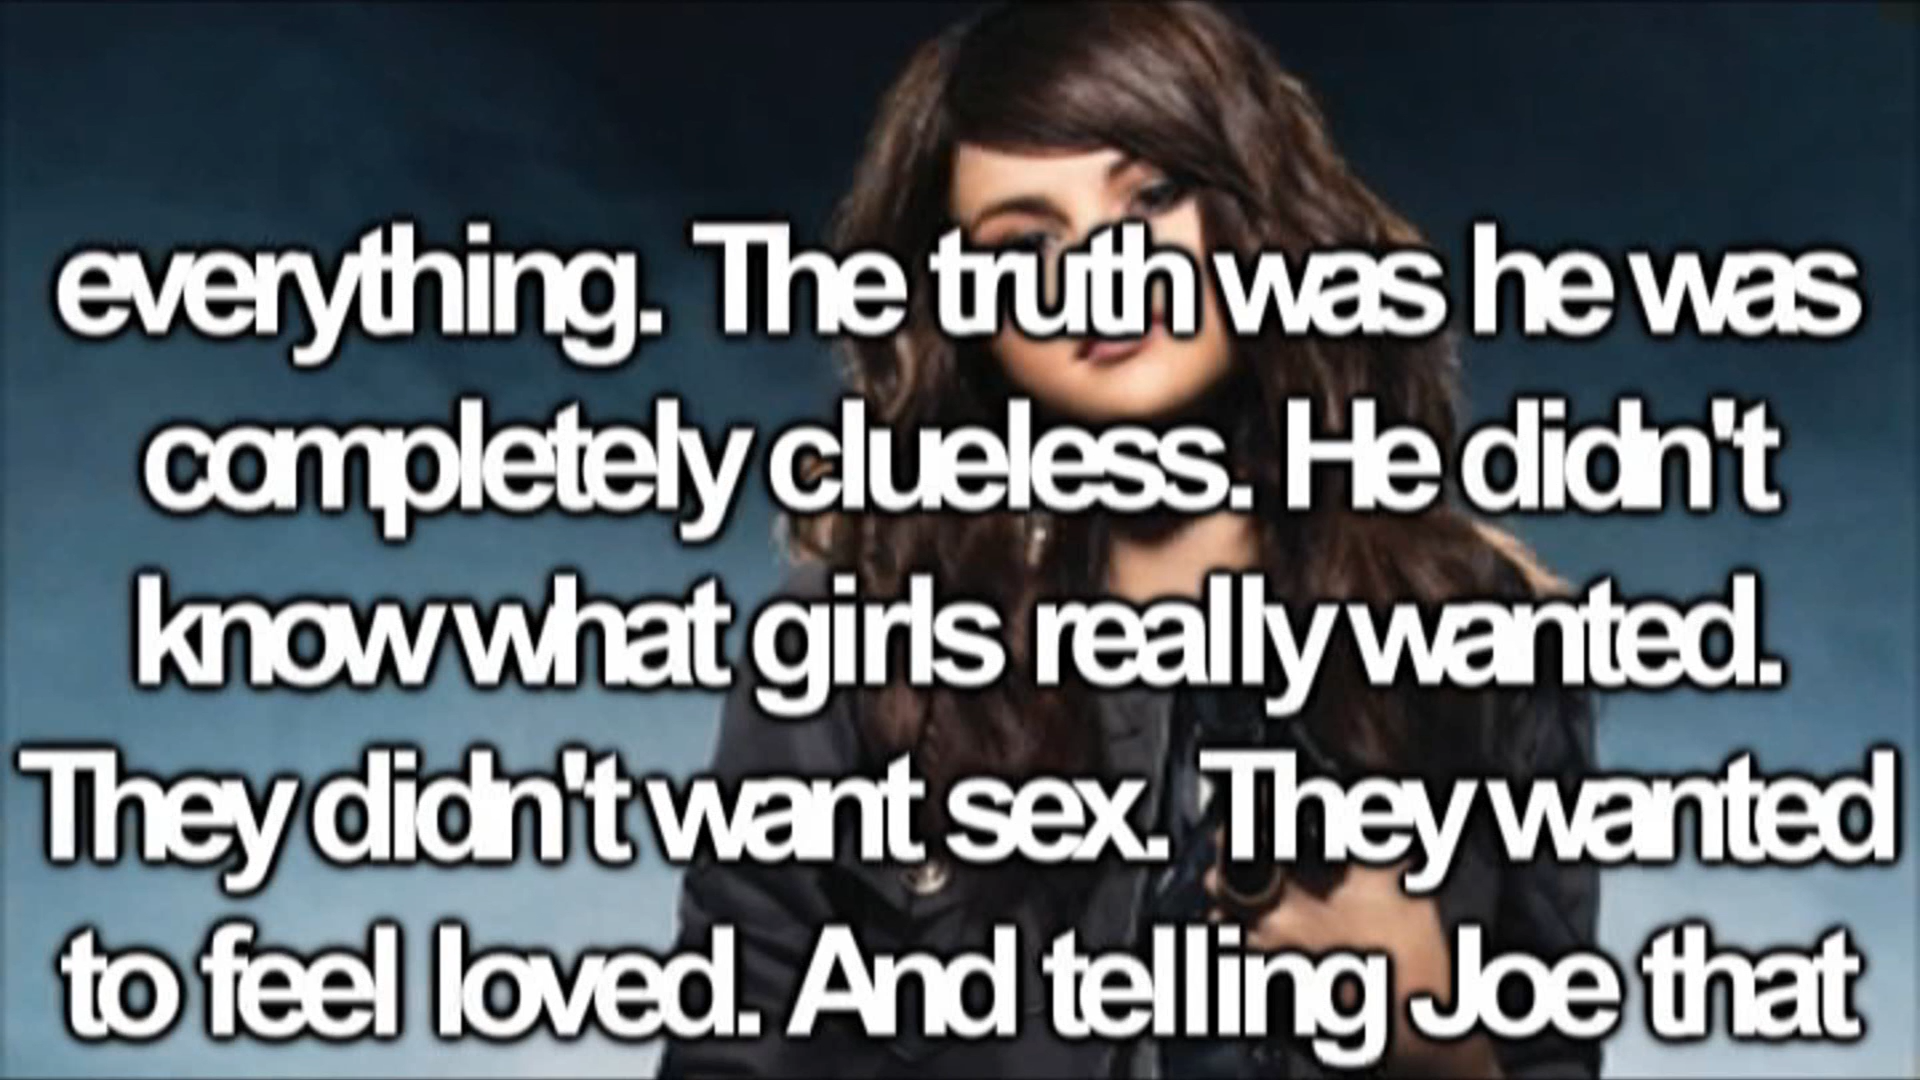 everything. The truth was he was
completely clueless. He didn't
know what girls really wanted.
They didn't want sex. They wanted
to feel loved. And telling Joe that